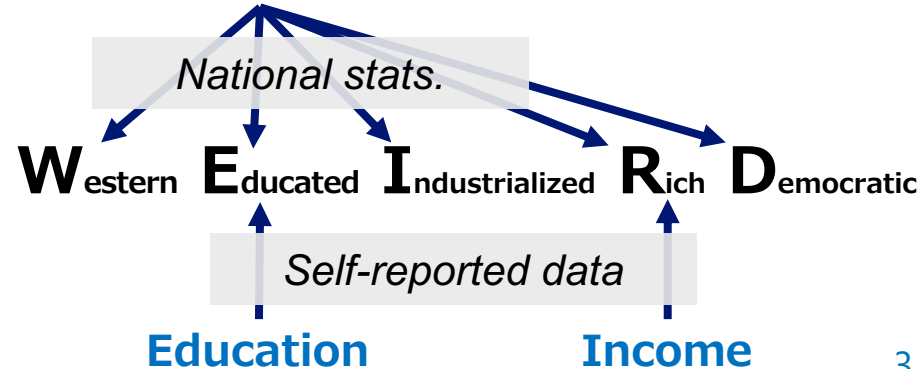 National stats.
Western Educated Industrialized Rich Democratic
Self-reported data
Education Income
3